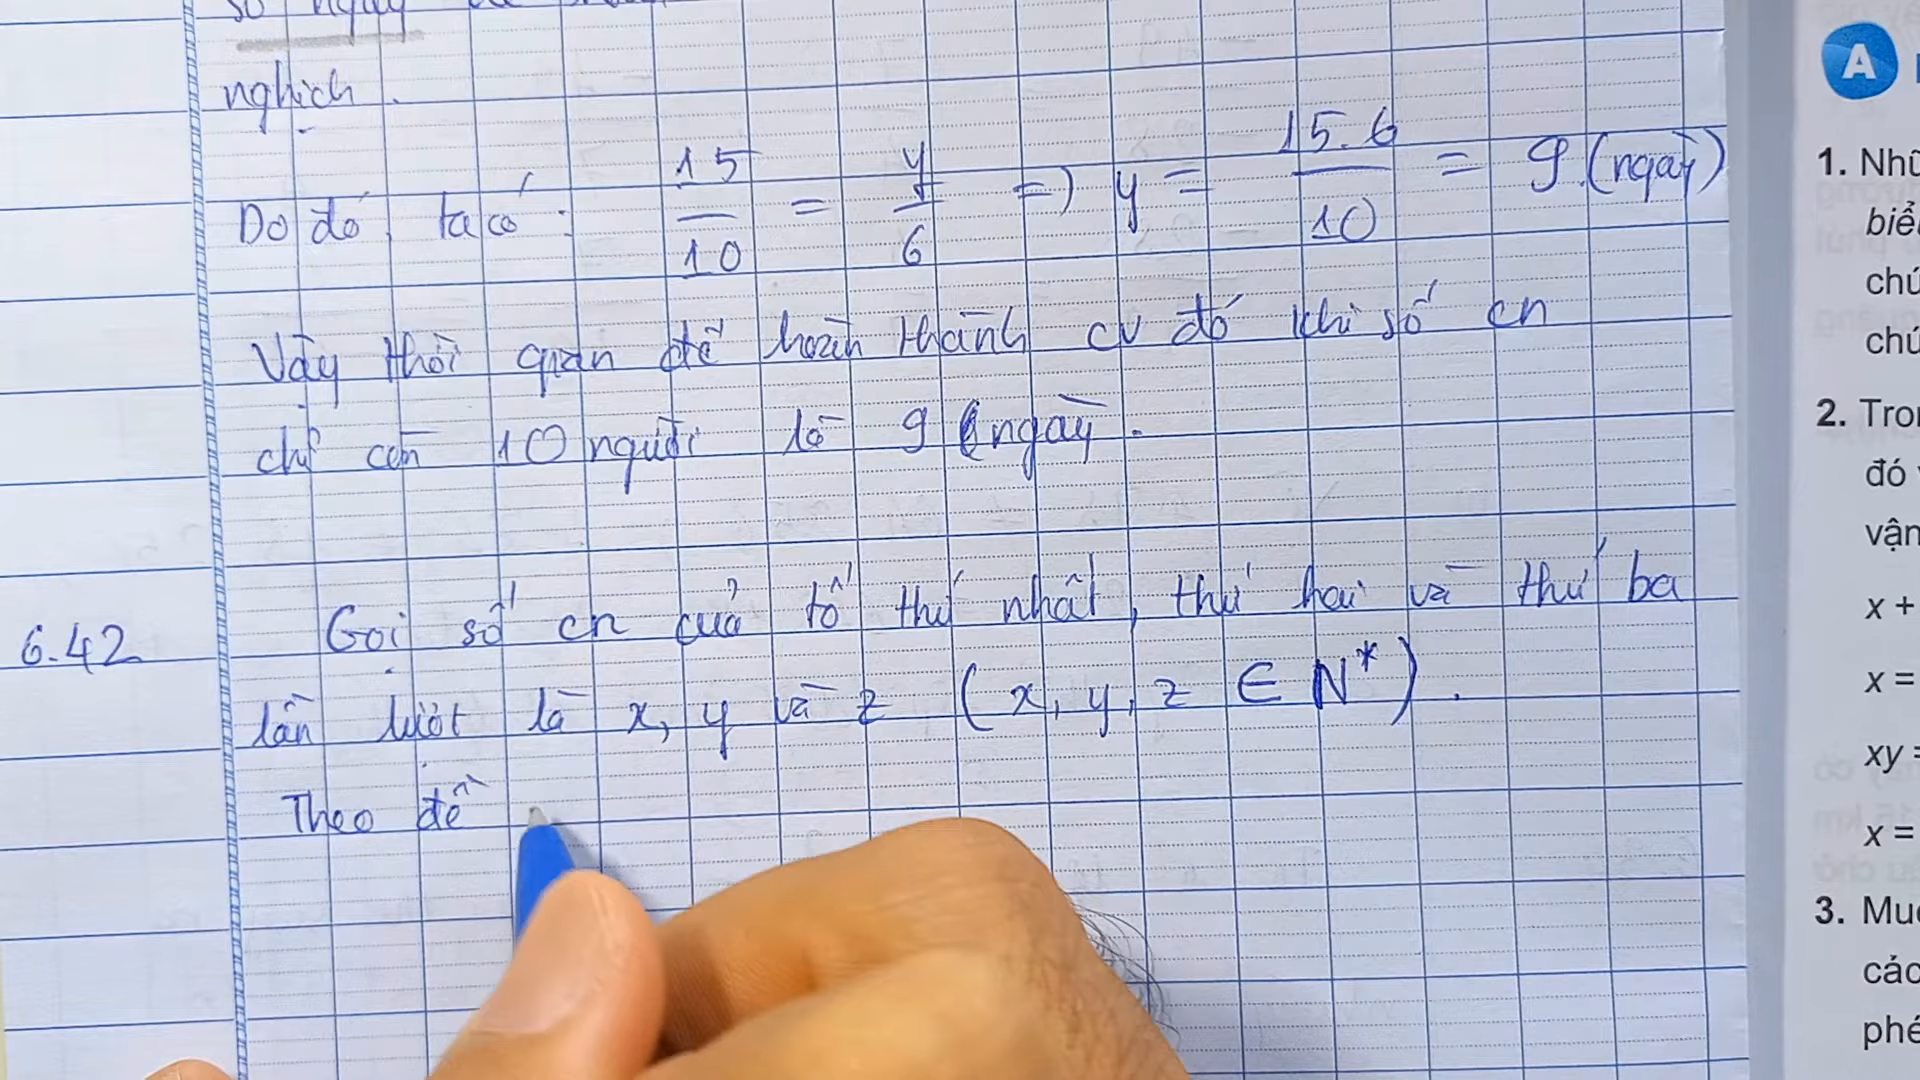 số ngày
nghịch.
Do đó, ta có: 15/10 = y/6 => y = 15.6/10 = 9 (ngày)
Vậy thời gian để hoàn thành cv đó khi số cn
chỉ còn 10 người là 9 (ngày).
6.42 Gọi số cn của tổ thứ nhất, thứ hai và thứ ba
lần lượt là x, y và z (x, y, z ∈ N*).
Theo đề
A
1. Nhữ
biể
chú
chú
2. Tro
đó
vận
x +
x =
xy =
x =
3. Mu
các
phé